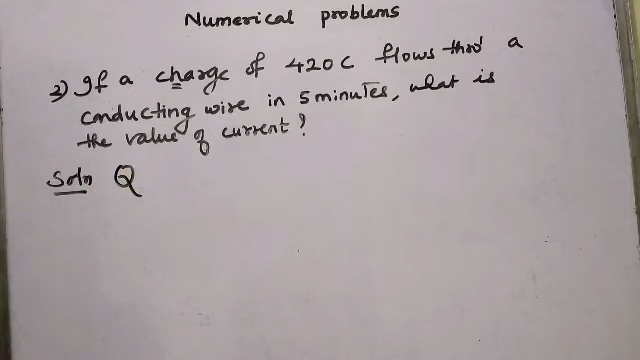 Numerical problems
2) If a charge of 420C flows thro' a
conducting wire in 5 minutes, what is
the value of current?
Soln Q